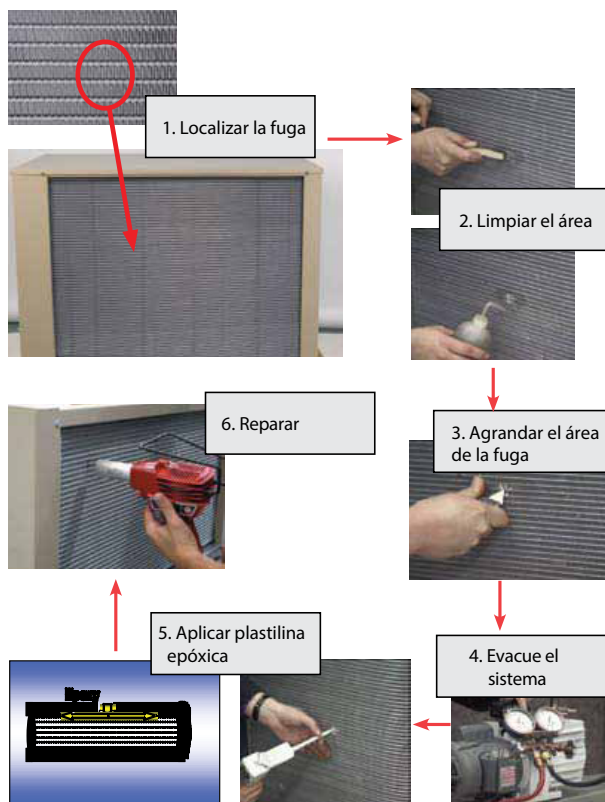 1. Localizar la fuga
2. Limpiar el área
3. Agrandar el área
de la fuga
4. Evacue el
sistema
5. Aplicar plastilina
epóxica
6. Reparar